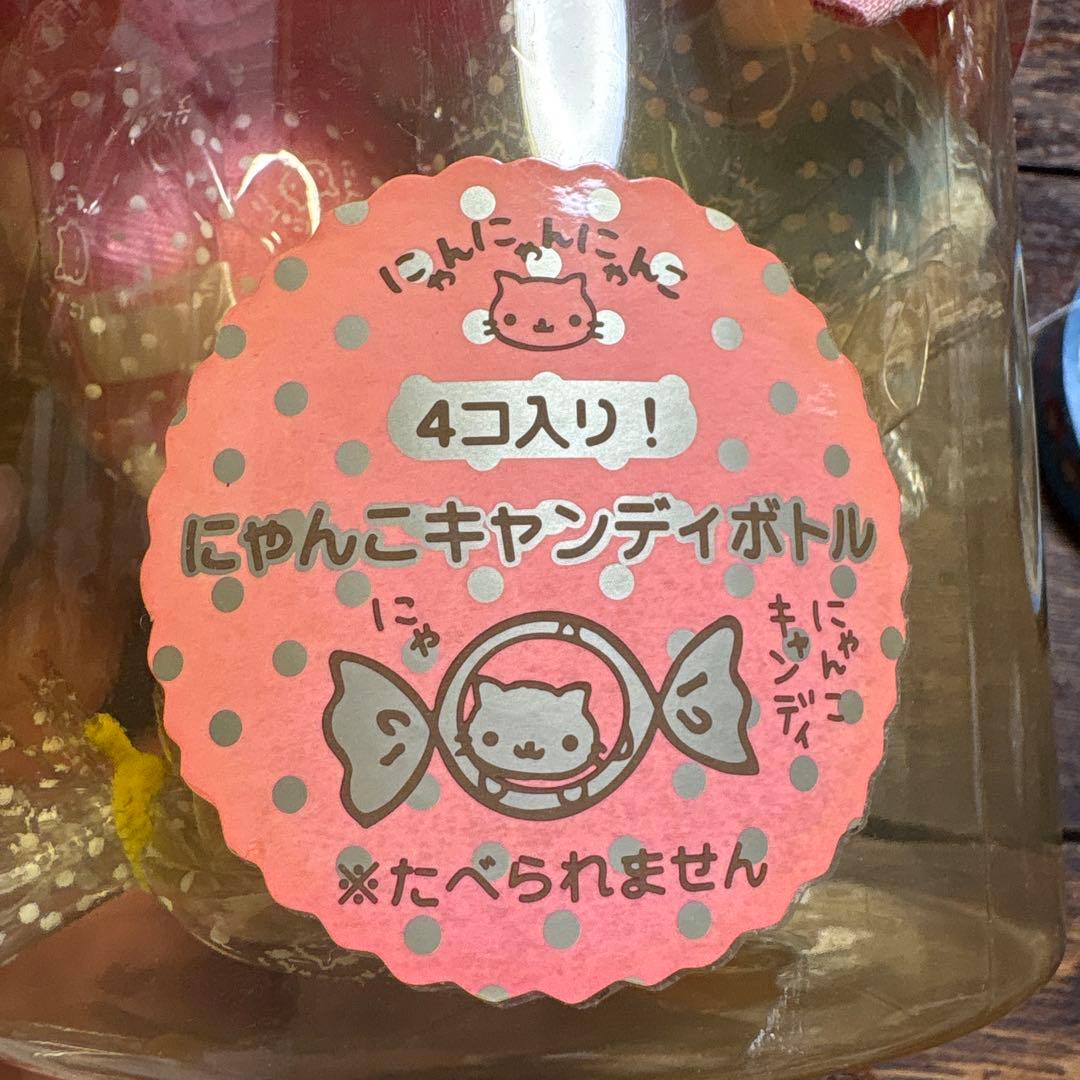 にゃんにゃんにゃんこ
4コ入り！
にゃんこキャンディボトル
にゃ
にゃんこ
キャンディ
※たべられません